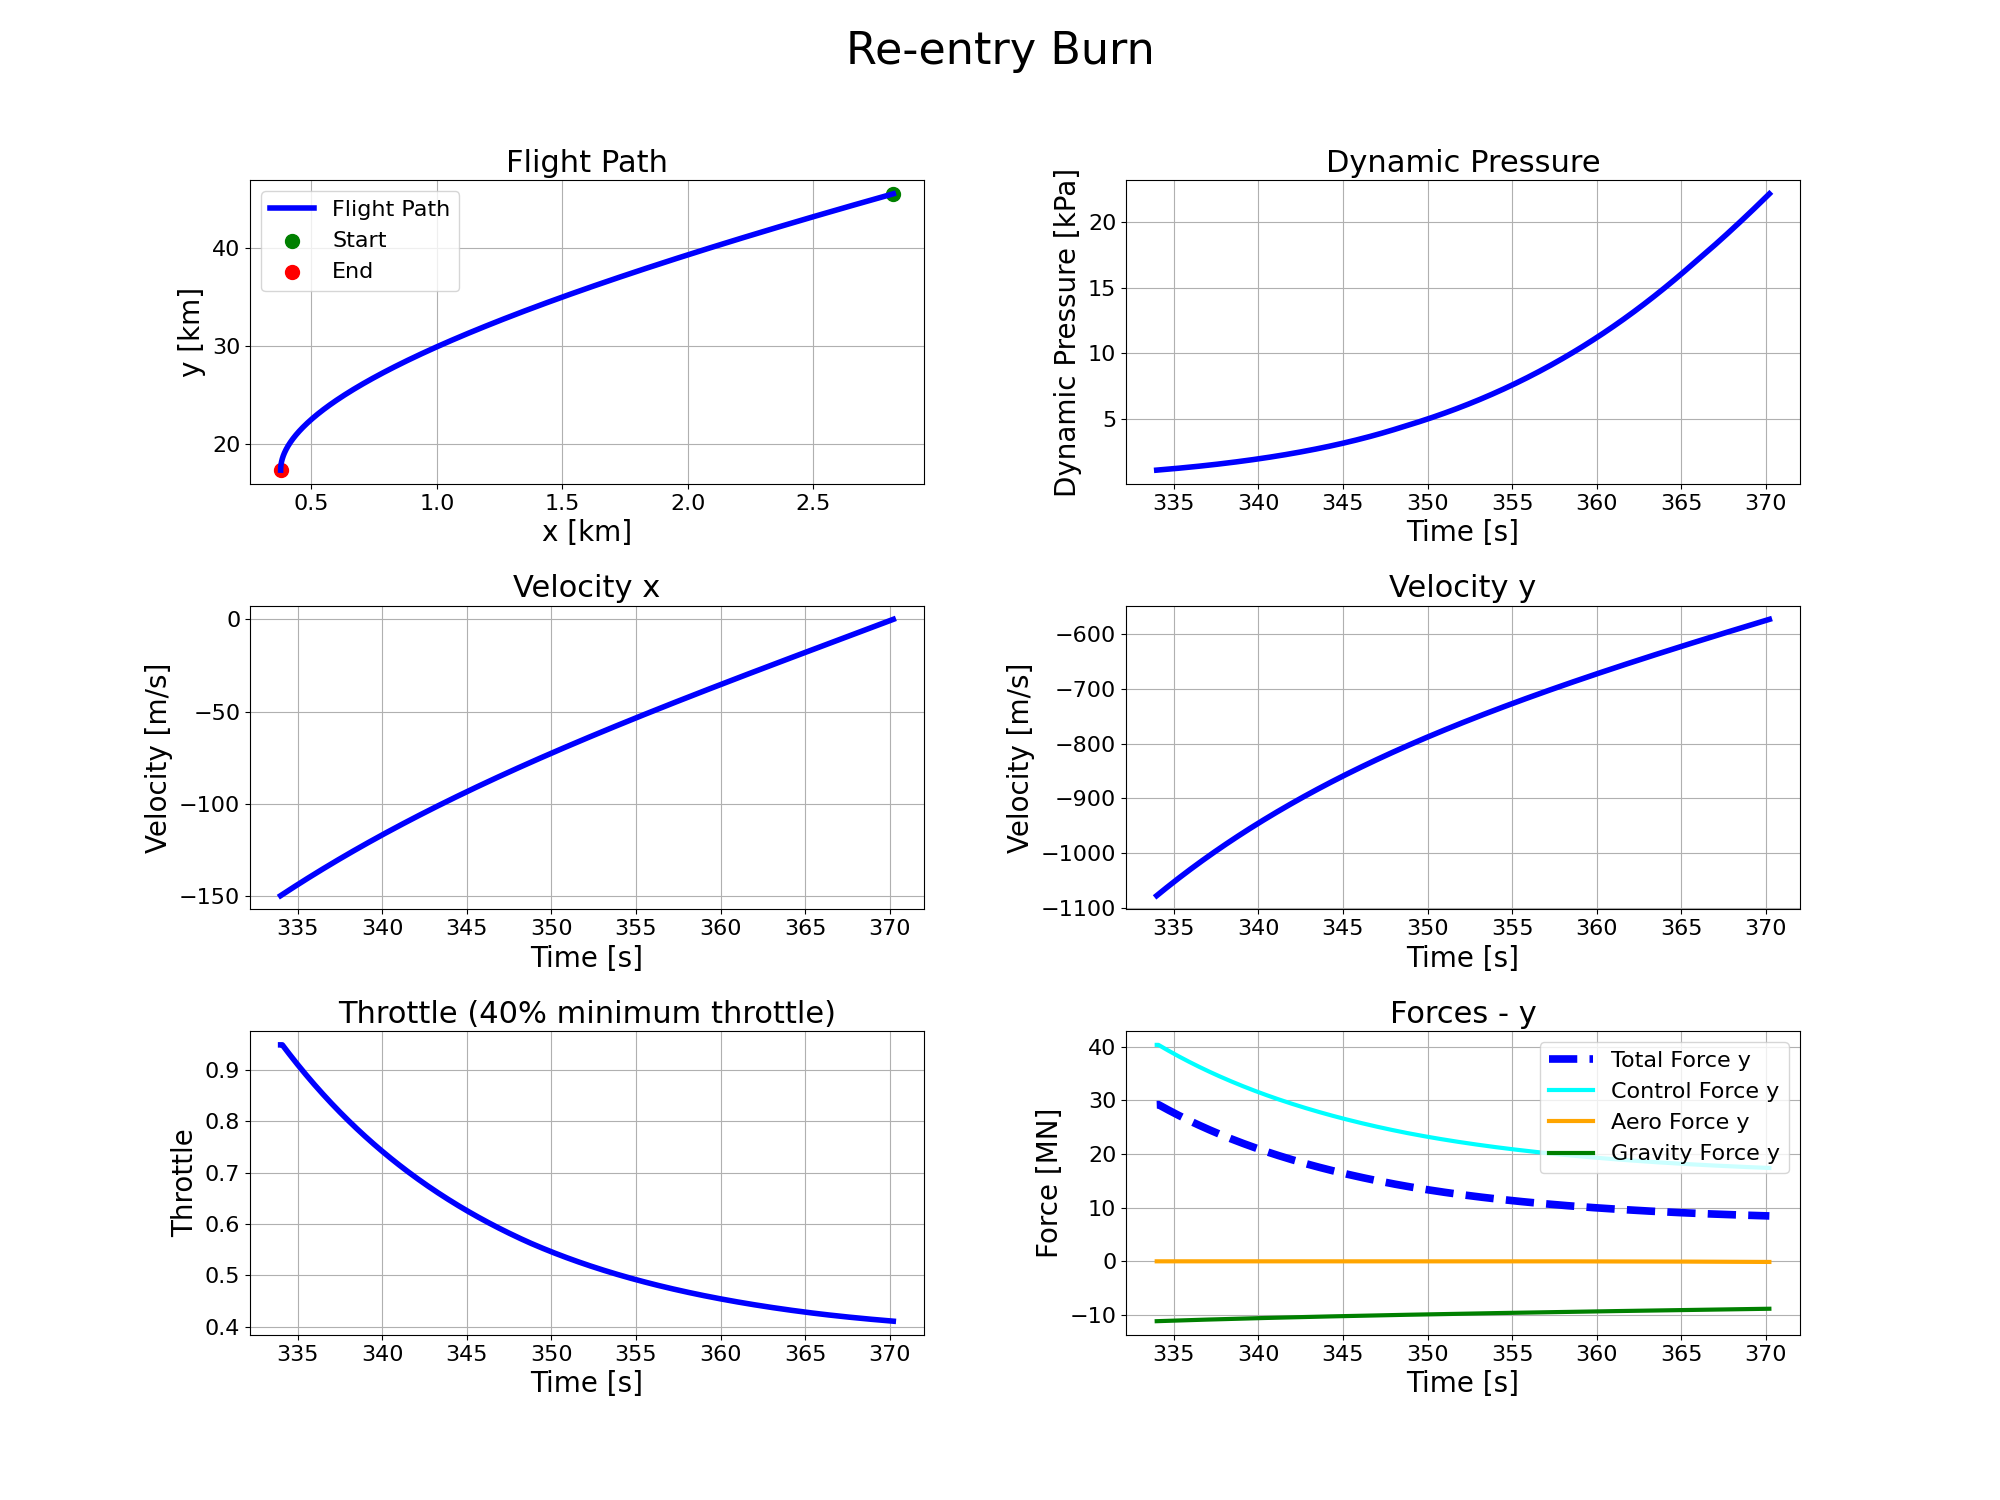 Re-entry Burn
Flight Path
y [km]
40
30
20
Flight Path
Start
End
0.5 1.0 1.5 2.0 2.5
x [km]
Dynamic Pressure
Dynamic Pressure [kPa]
20
15
10
5
335 340 345 350 355 360 365 370
Time [s]
Velocity x
Velocity [m/s]
0
−50
−100
−150
335 340 345 350 355 360 365 370
Time [s]
Velocity y
Velocity [m/s]
−600
−700
−800
−900
−1000
−1100
335 340 345 350 355 360 365 370
Time [s]
Throttle (40% minimum throttle)
Throttle
0.9
0.8
0.7
0.6
0.5
0.4
335 340 345 350 355 360 365 370
Time [s]
Forces - y
Force [MN]
40
30
20
10
0
−10
Total Force y
Control Force y
Aero Force y
Gravity Force y
335 340 345 350 355 360 365 370
Time [s]